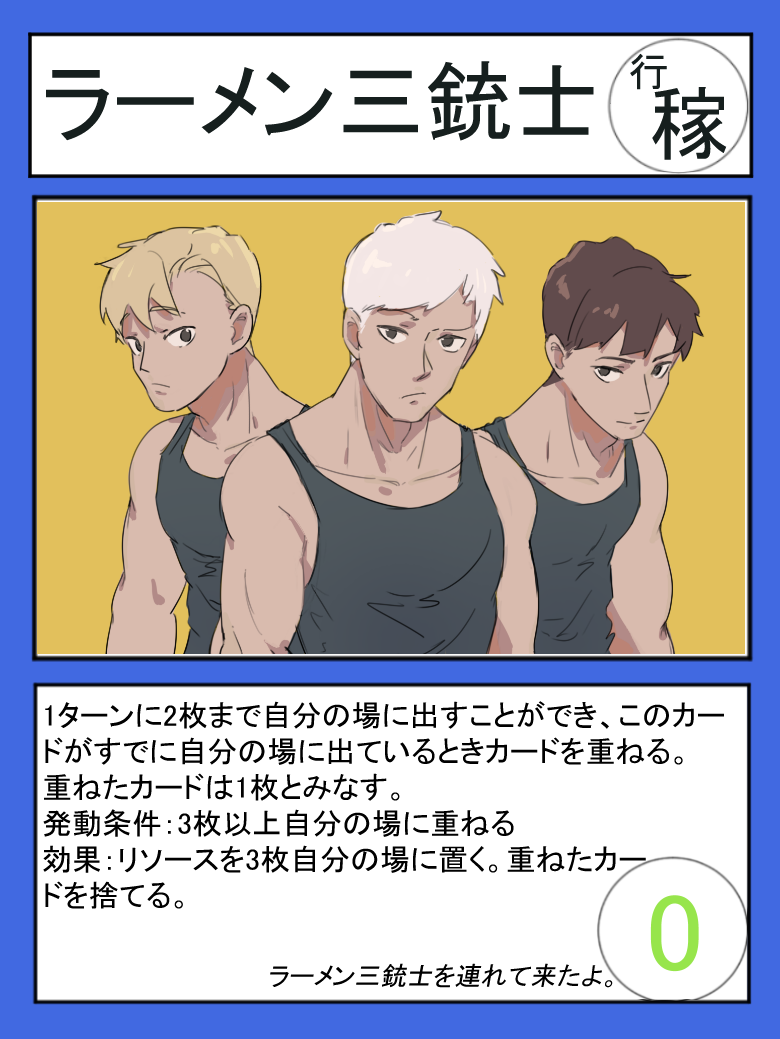 ラーメン三銃士
行
稼
1ターンに2枚まで自分の場に出すことができ、このカー
ドがすでに自分の場に出ているときカードを重ねる。
重ねたカードは1枚とみなす。
発動条件：3枚以上自分の場に重ねる
効果：リソースを3枚自分の場に置く。重ねたカー
ドを捨てる。
0
ラーメン三銃士を連れて来たよ。